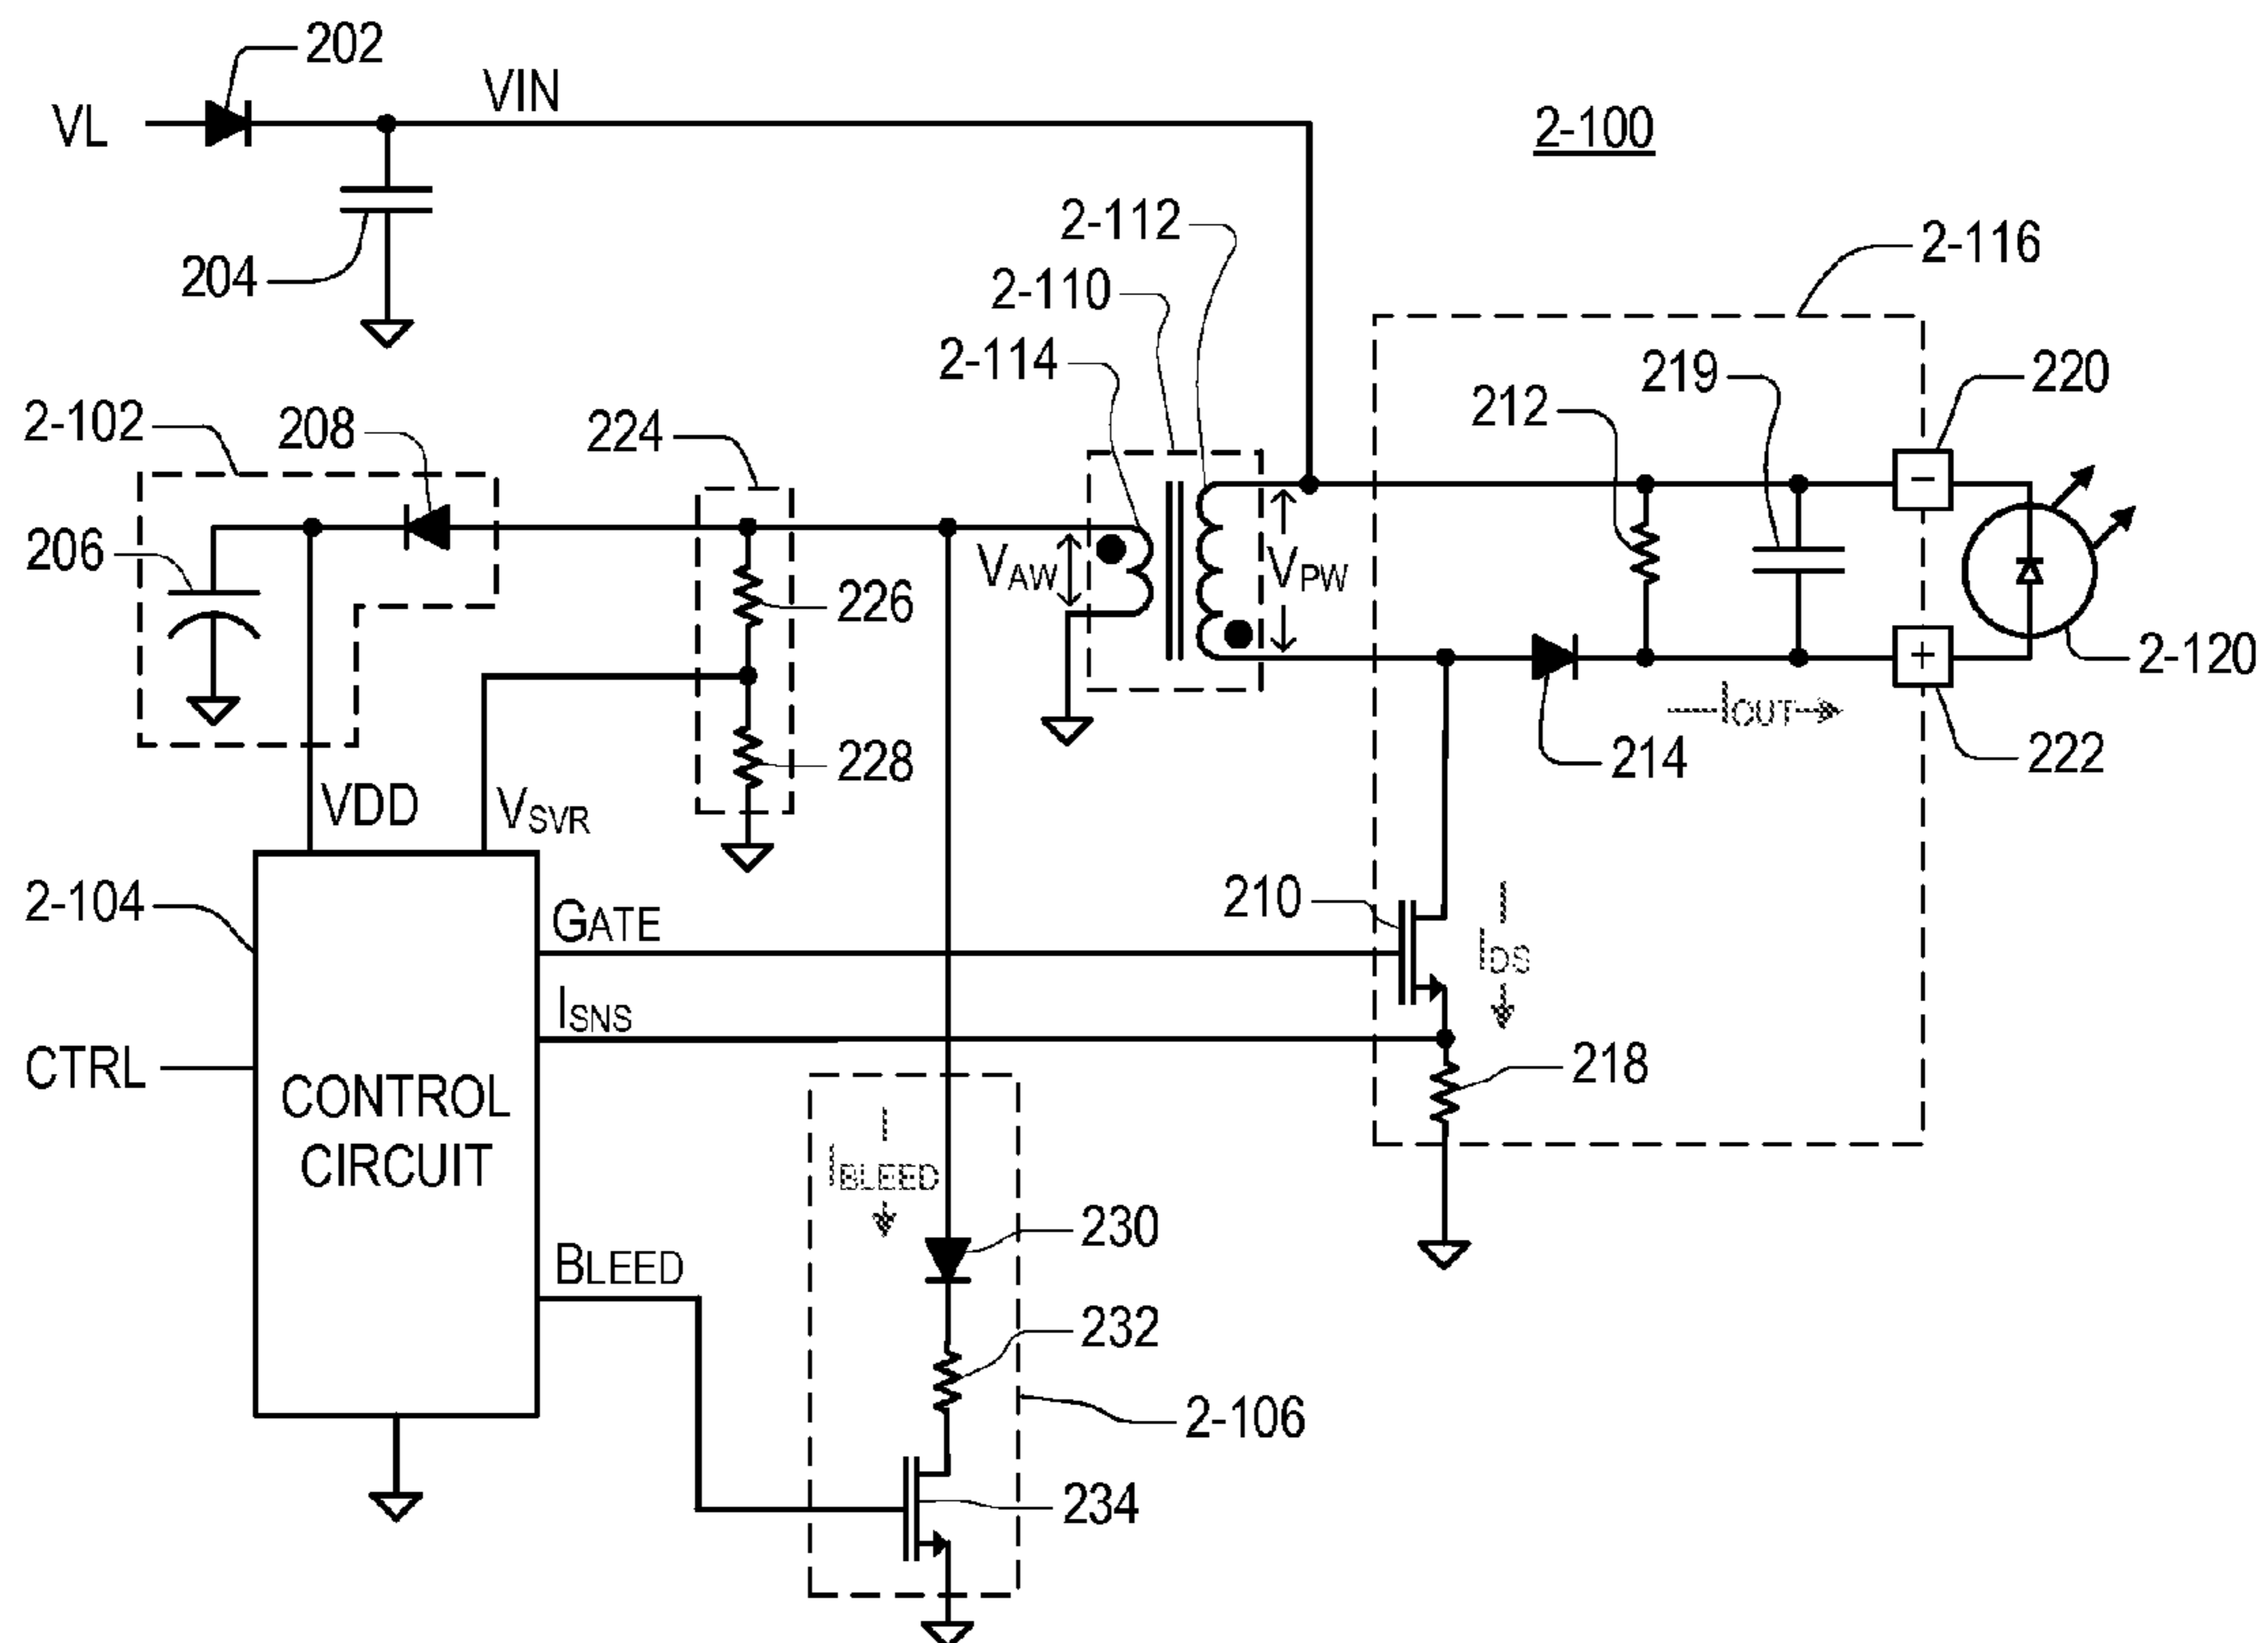 202
VL
VIN
2-100
204
2-112
2-116
2-110
2-114
219
220
212
2-102
208
224
206
VAW
VPW
226
2-120
IOUT
228
214
222
VDD
VSVR
2-104
GATE
210
IDS
ISNS
218
CTRL
CONTROL
CIRCUIT
IBLEED
BLEED
230
232
2-106
234
-
+